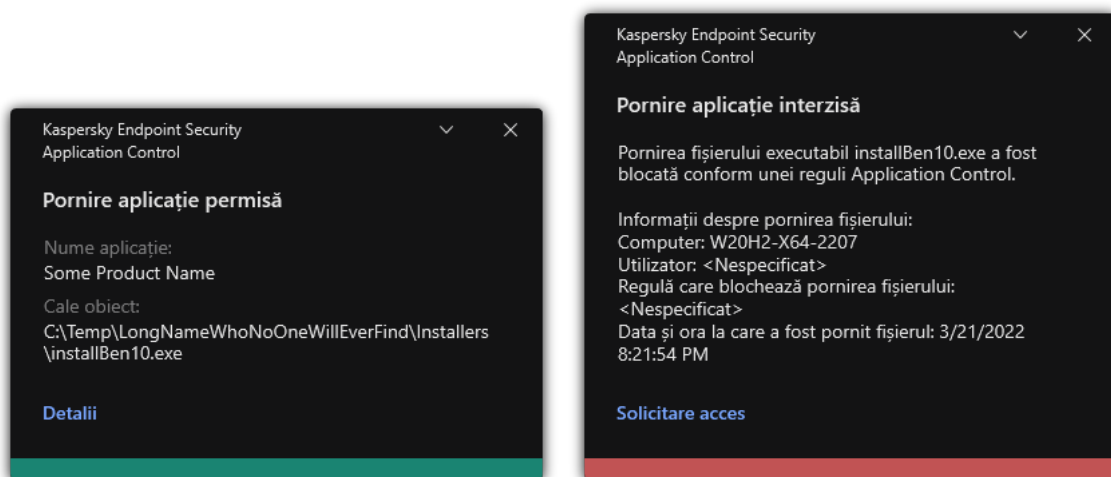 Kaspersky Endpoint Security
Application Control
Pornire aplicație permisă
Nume aplicație:
Some Product Name
Cale obiect:
C:\Temp\LongNameWhoNoOneWillEverFind\Installers
\installBen10.exe
Detalii
Kaspersky Endpoint Security
Application Control
Pornire aplicație interzisă
Pornirea fișierului executabil installBen10.exe a fost
blocată conform unei reguli Application Control.
Informații despre pornirea fișierului:
Computer: W20H2-X64-2207
Utilizator: <Nespecificat>
Regulă care blochează pornirea fișierului:
<Nespecificat>
Data și ora la care a fost pornit fișierul: 3/21/2022
8:21:54 PM
Solicitare acces